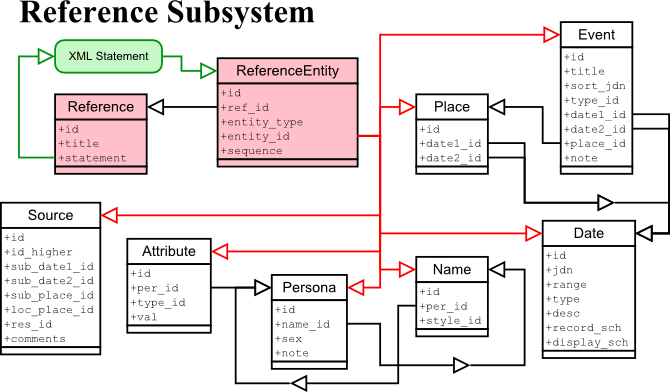 Reference Subsystem
XML Statement
Event
+id
+title
+sort_jdn
+type_id
+date1_id
+date2_id
+place_id
+note
ReferenceEntity
+id
+ref_id
+entity_type
+entity_id
+sequence
Reference
+id
+title
+statement
Place
+id
+date1_id
+date2_id
Source
+id
+id_higher
+sub_date1_id
+sub_date2_id
+sub_place_id
+loc_place_id
+res_id
+comments
Attribute
+id
+per_id
+type_id
+val
Persona
+id
+name_id
+sex
+note
Name
+id
+per_id
+style_id
Date
+id
+jdn
+range
+type
+desc
+record_sch
+display_sch